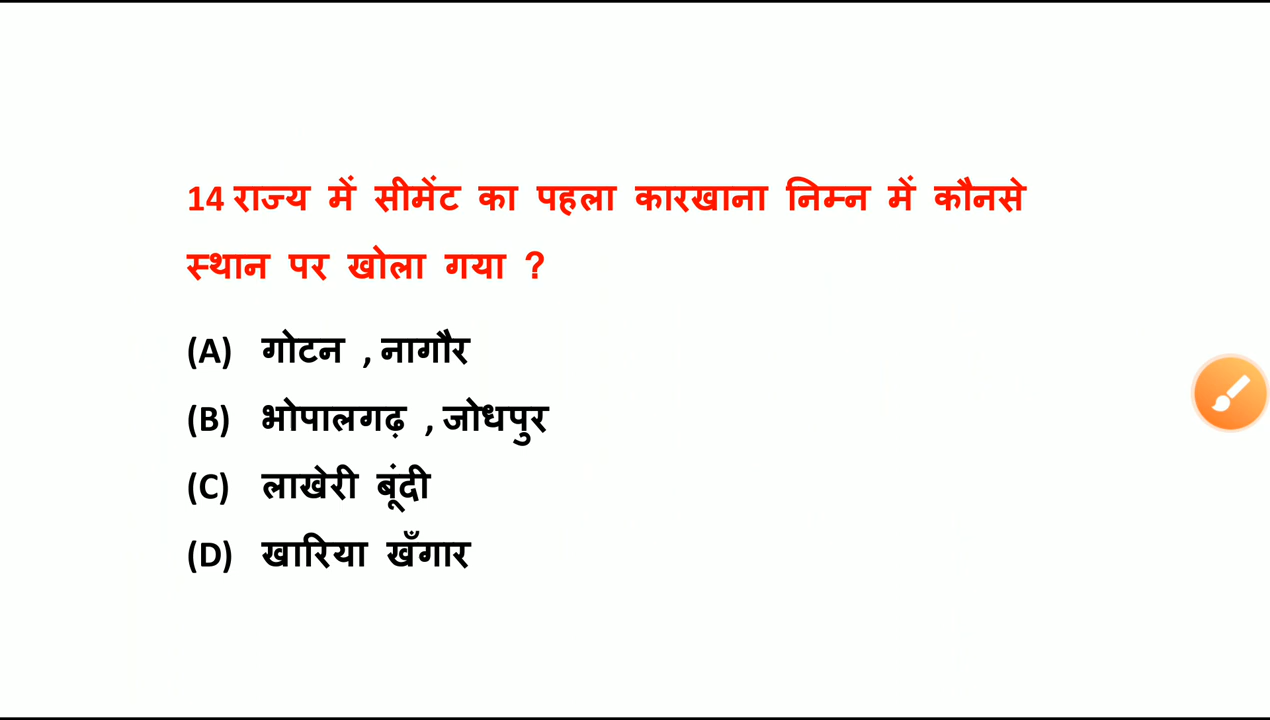 14 राज्य में सीमेंट का पहला कारखाना निम्न में कौनसे
स्थान पर खोला गया ?
(A) गोटन , नागौर
(B) भोपालगढ़ , जोधपुर
(C) लाखेरी बूंदी
(D) खारिया खँगार